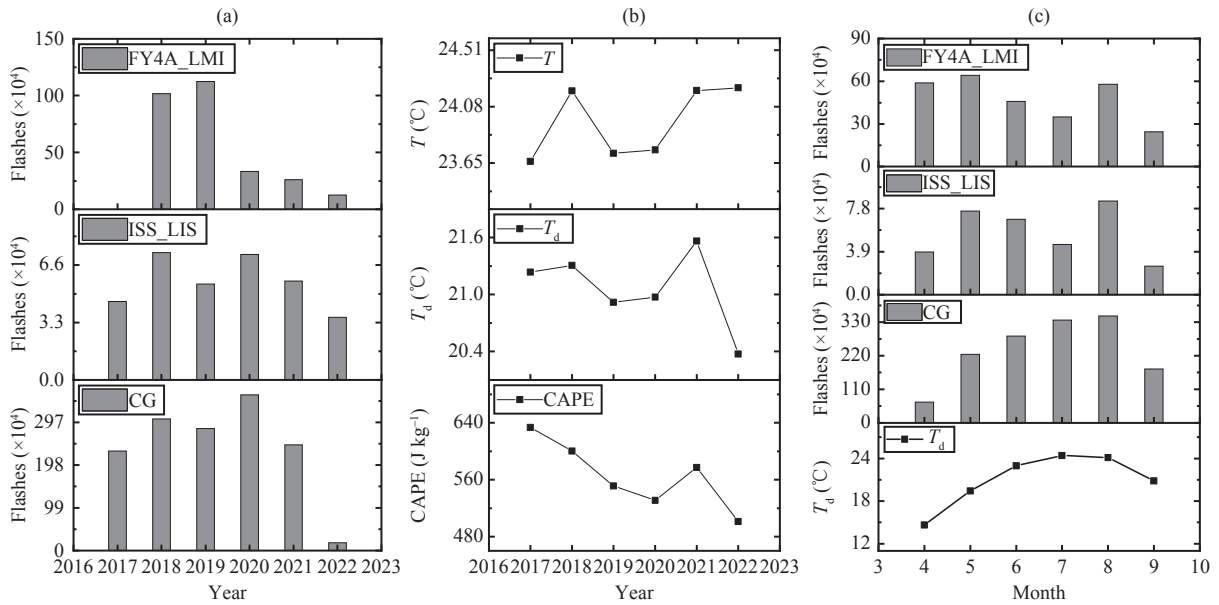 (a)
150
FY4A_LMI
100
50
0
Flashes (×10⁴)
ISS_LIS
6.6
3.3
0.0
Flashes (×10⁴)
CG
297
198
99
0
Flashes (×10⁴)
2016 2017 2018 2019 2020 2021 2022 2023
Year
(b)
24.51
T
24.08
23.65
T (℃)
T_d
21.6
21.0
20.4
T_d (℃)
CAPE
640
560
480
CAPE (J kg⁻¹)
2016 2017 2018 2019 2020 2021 2022 2023
Year
(c)
90
FY4A_LMI
60
30
0
Flashes (×10⁴)
ISS_LIS
7.8
3.9
0.0
Flashes (×10⁴)
CG
330
220
110
0
Flashes (×10⁴)
T_d
24
18
12
T_d (℃)
3 4 5 6 7 8 9 10
Month